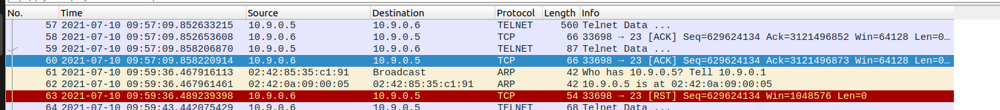 No. Time Source Destination Protocol Length Info
57 2021-07-10 09:57:09.852633215 10.9.0.5 10.9.0.6 TELNET 560 Telnet Data ...
58 2021-07-10 09:57:09.852653608 10.9.0.6 10.9.0.5 TCP 66 33698 → 23 [ACK] Seq=629624134 Ack=3121496852 Win=64128 Len=0…
59 2021-07-10 09:57:09.858206870 10.9.0.5 10.9.0.6 TELNET 87 Telnet Data ...
60 2021-07-10 09:57:09.858220914 10.9.0.6 10.9.0.5 TCP 66 33698 → 23 [ACK] Seq=629624134 Ack=3121496873 Win=64128 Len=0…
61 2021-07-10 09:59:36.467916113 02:42:85:35:c1:91 Broadcast ARP 42 Who has 10.9.0.5? Tell 10.9.0.1
62 2021-07-10 09:59:36.467961461 02:42:0a:09:00:05 02:42:85:35:c1:91 ARP 42 10.9.0.5 is at 02:42:0a:09:00:05
63 2021-07-10 09:59:36.489239398 10.9.0.6 10.9.0.5 TCP 54 33698 → 23 [RST] Seq=629624134 Win=1048576 Len=0
64 2021-07-10 09:59:43.442075429 10.9.0.6 10.9.0.5 TELNET 68 Telnet Data ...